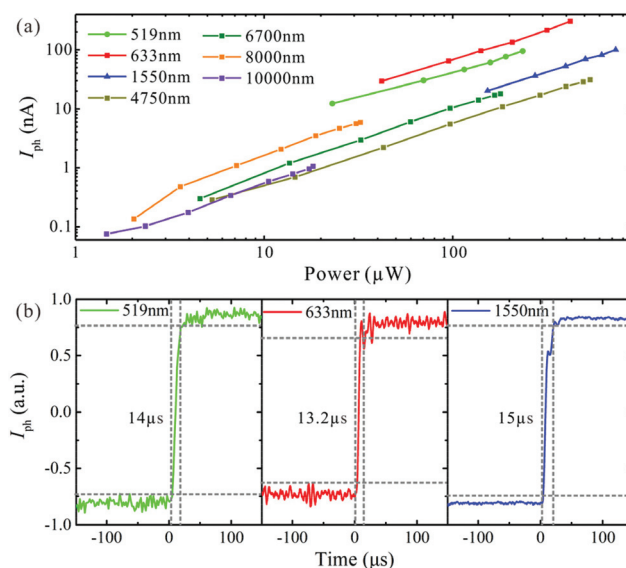 (a)
519nm
633nm
1550nm
4750nm
6700nm
8000nm
10000nm
100
10
1
0.1
I_ph (nA)
1
10
100
Power (μW)
(b)
519nm
633nm
1550nm
1.0
0.5
0.0
-0.5
-1.0
I_ph (a.u.)
14μs
13.2μs
15μs
-100
0
100
-100
0
100
-100
0
100
Time (μs)